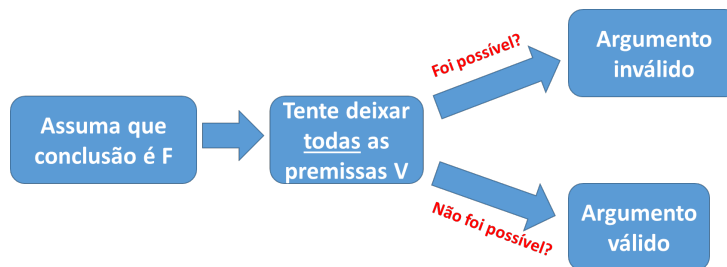 Assuma que
conclusão é F
Tente deixar
todas as
premissas V
Foi possível?
Argumento
inválido
Não foi possível?
Argumento
válido